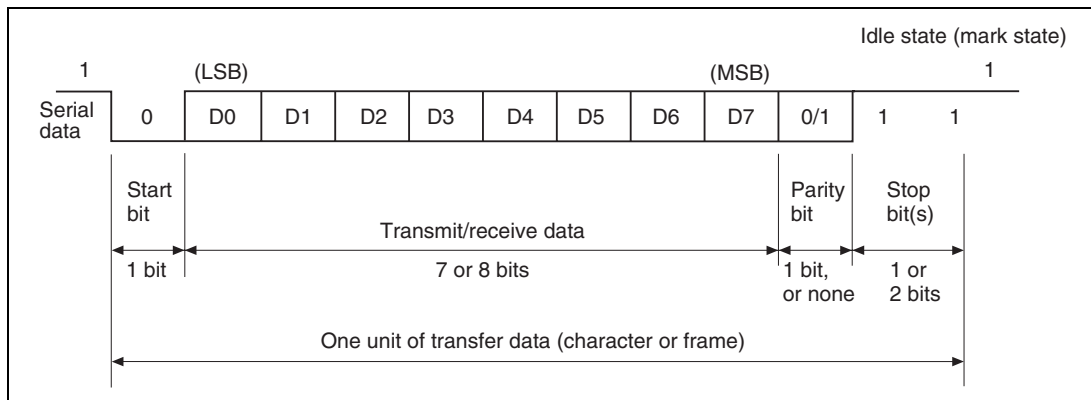 Idle state (mark state)
1 (LSB) (MSB) 1
Serial data
0 D0 D1 D2 D3 D4 D5 D6 D7 0/1 1 1
Start bit
Parity bit
Stop bit(s)
Transmit/receive data
1 bit
7 or 8 bits
1 bit, or none
1 or 2 bits
One unit of transfer data (character or frame)